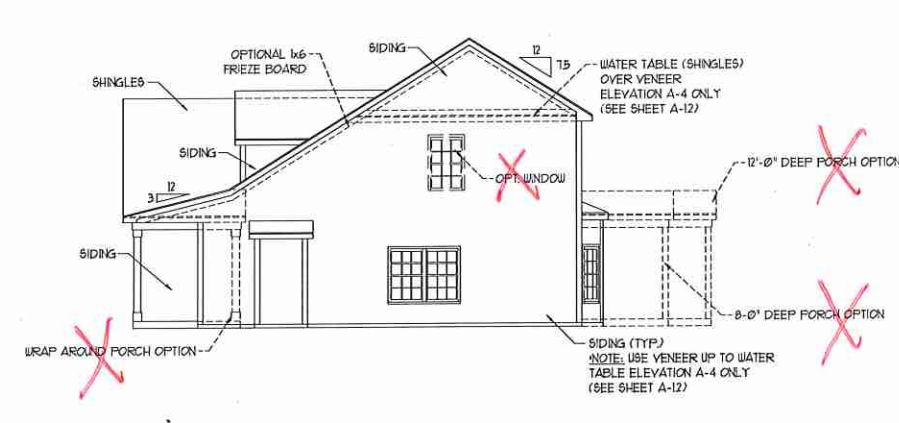 OPTIONAL 1x6
FRIEZE BOARD
SIDING
12
7.5
WATER TABLE (SHINGLES)
OVER VENEER
ELEVATION A-4 ONLY
(SEE SHEET A-12)
SHINGLES
SIDING
12
3
OPT. WINDOW
12'-0" DEEP PORCH OPTION
SIDING
8-0" DEEP PORCH OPTION
WRAP AROUND PORCH OPTION
SIDING (TYP.)
NOTE: USE VENEER UP TO WATER
TABLE ELEVATION A-4 ONLY
(SEE SHEET A-12)